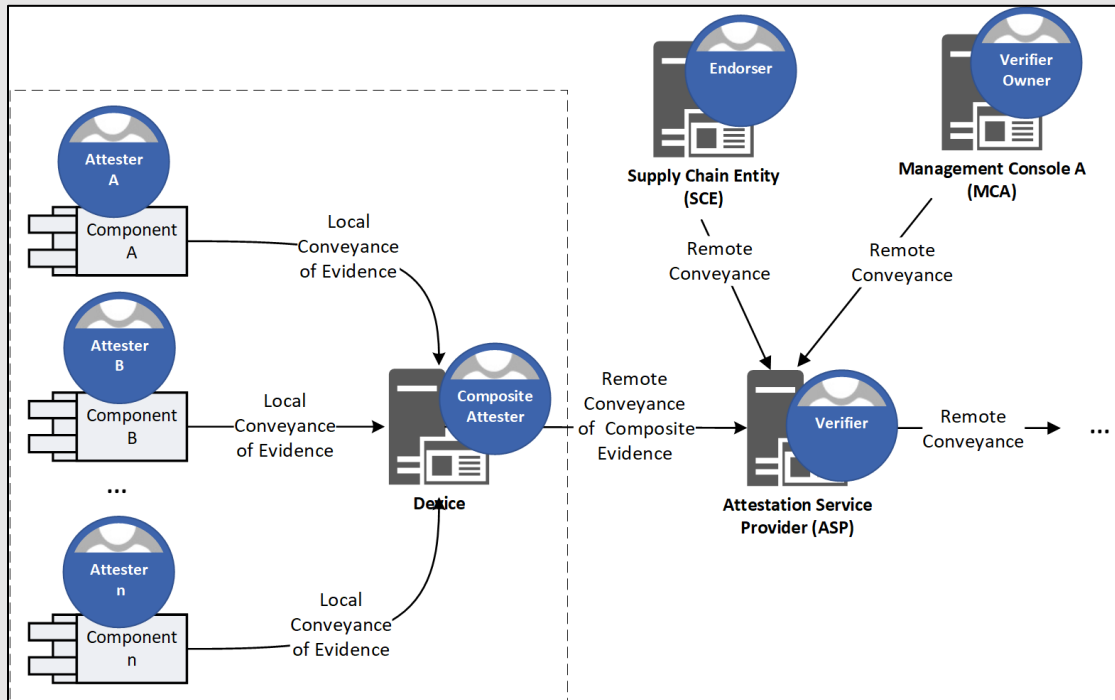 Endorser
Supply Chain Entity
(SCE)
Verifier
Owner
Management Console A
(MCA)
Attester
A
Component
A
Local
Conveyance
of Evidence
Remote
Conveyance
Remote
Conveyance
Attester
B
Component
B
Local
Conveyance
of Evidence
Composite
Attester
Device
Remote
Conveyance
of Composite
Evidence
Verifier
Attestation Service
Provider (ASP)
Remote
Conveyance
...
...
Attester
n
Component
n
Local
Conveyance
of Evidence